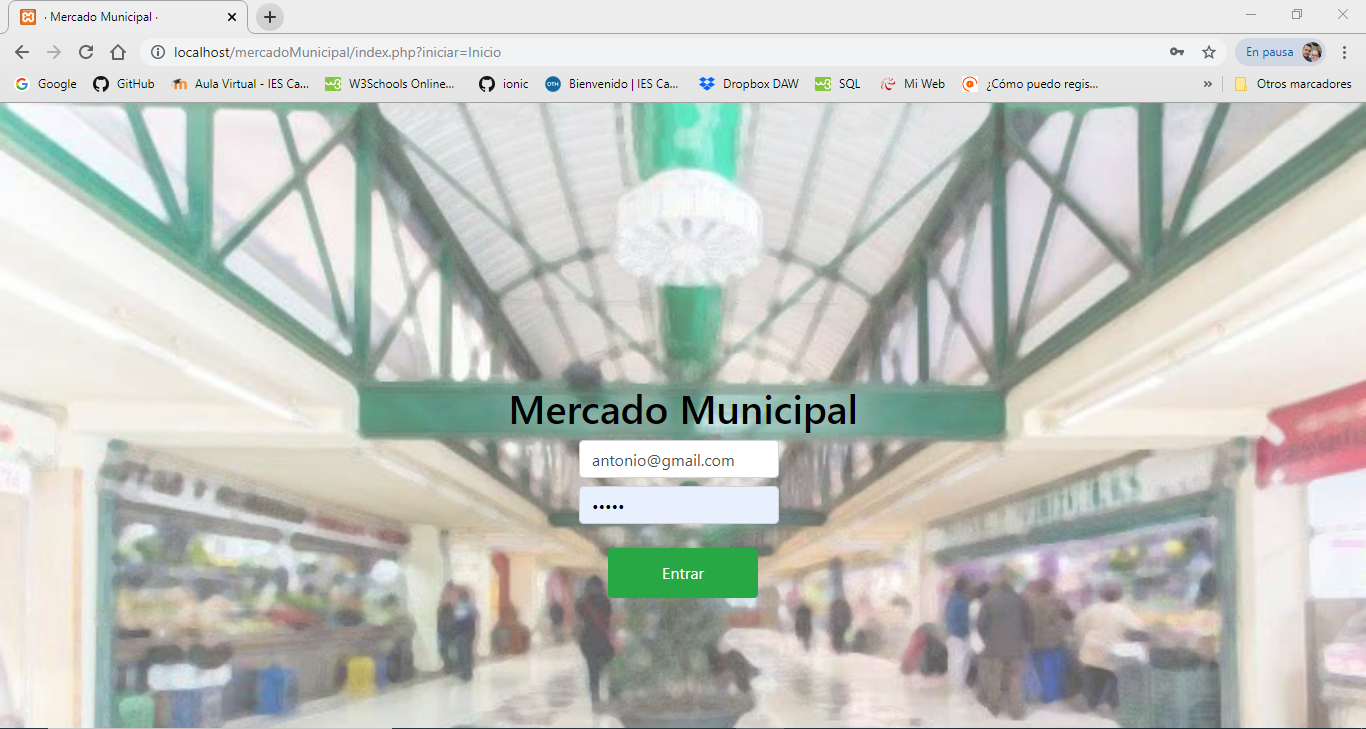 · Mercado Municipal ·
localhost/mercadoMunicipal/index.php?iniciar=Inicio
En pausa
Google GitHub Aula Virtual - IES Ca... W3Schools Online... ionic Bienvenido | IES Ca... Dropbox DAW SQL Mi Web ¿Cómo puedo regis... » Otros marcadores
Mercado Municipal
antonio@gmail.com
•••••
Entrar